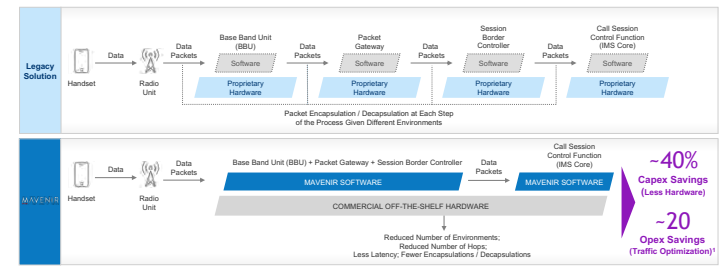 Legacy
Solution
Handset
Data
Radio
Unit
Data
Packets
Base Band Unit
(BBU)
Software
Proprietary
Hardware
Data
Packets
Packet
Gateway
Software
Proprietary
Hardware
Data
Packets
Session
Border
Controller
Software
Proprietary
Hardware
Data
Packets
Call Session
Control Function
(IMS Core)
Software
Proprietary
Hardware
Packet Encapsulation / Decapsulation at Each Step
of the Process Given Different Environments
MAVENIR
Handset
Data
Radio
Unit
Data
Packets
Base Band Unit (BBU) + Packet Gateway + Session Border Controller
MAVENIR SOFTWARE
Data
Packets
Call Session
Control Function
(IMS Core)
MAVENIR SOFTWARE
COMMERCIAL OFF-THE-SHELF HARDWARE
Reduced Number of Environments;
Reduced Number of Hops;
Less Latency; Fewer Encapsulations / Decapsulations
~40%
Capex Savings
(Less Hardware)
~20
Opex Savings
(Traffic Optimization)¹